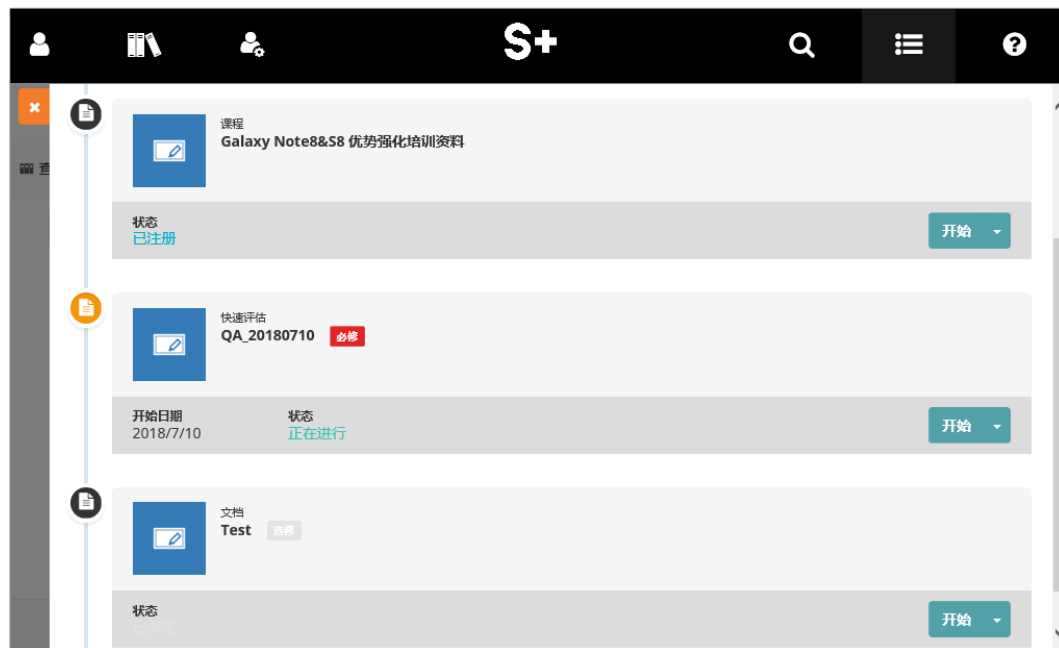 S+
查
课程
Galaxy Note8&S8 优势强化培训资料
状态
已注册
开始
快速评估
QA_20180710 必修
开始日期 状态
2018/7/10 正在进行
开始
文档
Test 选修
状态
开始